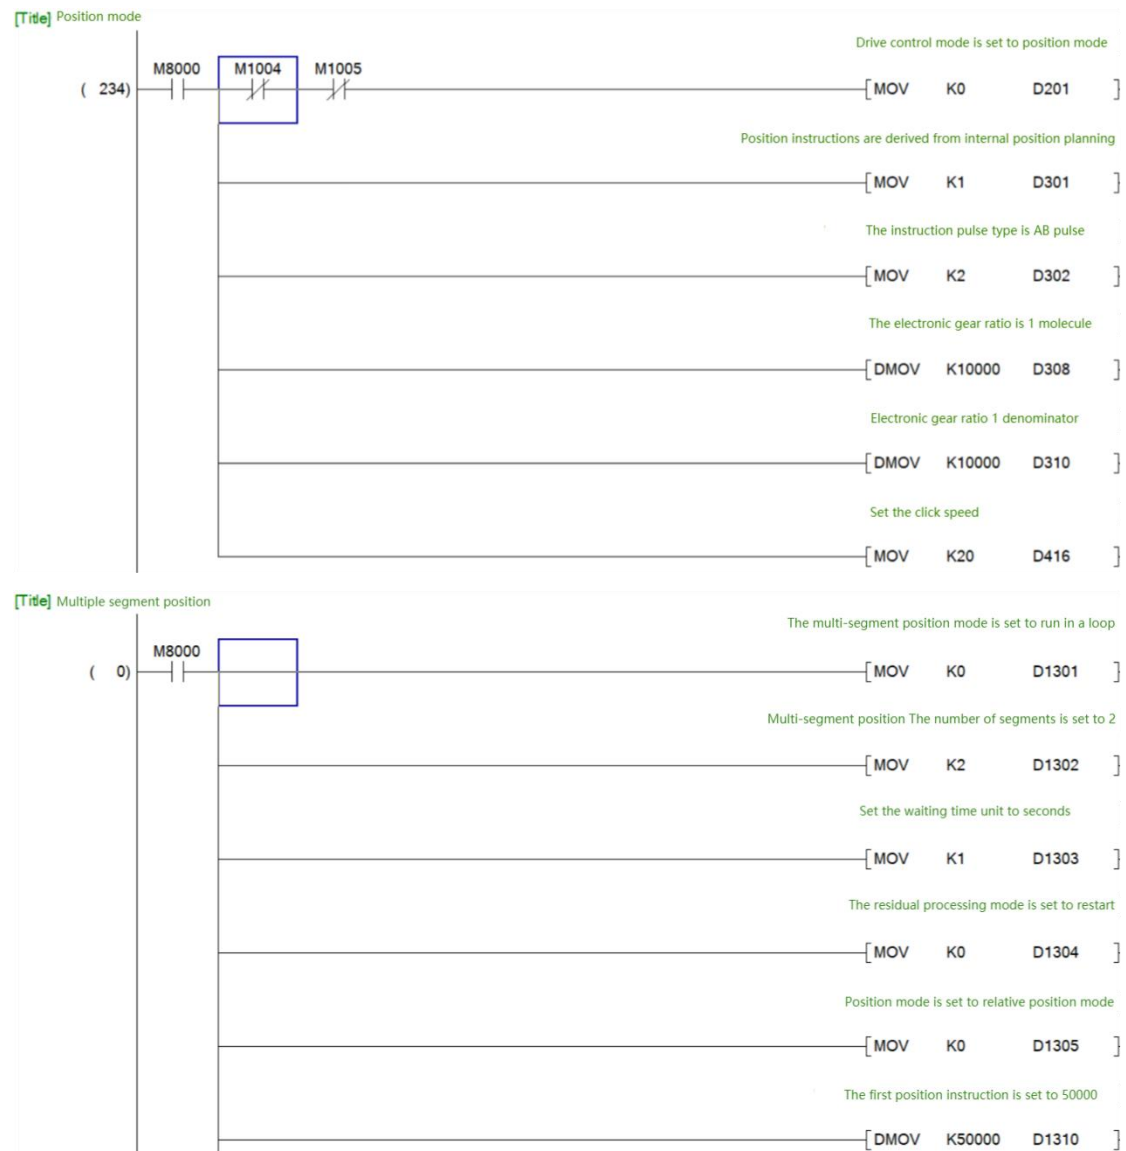 [Title] Position mode
Drive control mode is set to position mode
M8000 M1004 M1005
( 234) [MOV K0 D201 ]
Position instructions are derived from internal position planning
[MOV K1 D301 ]
The instruction pulse type is AB pulse
[MOV K2 D302 ]
The electronic gear ratio is 1 molecule
[DMOV K10000 D308 ]
Electronic gear ratio 1 denominator
[DMOV K10000 D310 ]
Set the click speed
[MOV K20 D416 ]
[Title] Multiple segment position
The multi-segment position mode is set to run in a loop
M8000
( 0) [MOV K0 D1301 ]
Multi-segment position The number of segments is set to 2
[MOV K2 D1302 ]
Set the waiting time unit to seconds
[MOV K1 D1303 ]
The residual processing mode is set to restart
[MOV K0 D1304 ]
Position mode is set to relative position mode
[MOV K0 D1305 ]
The first position instruction is set to 50000
[DMOV K50000 D1310 ]